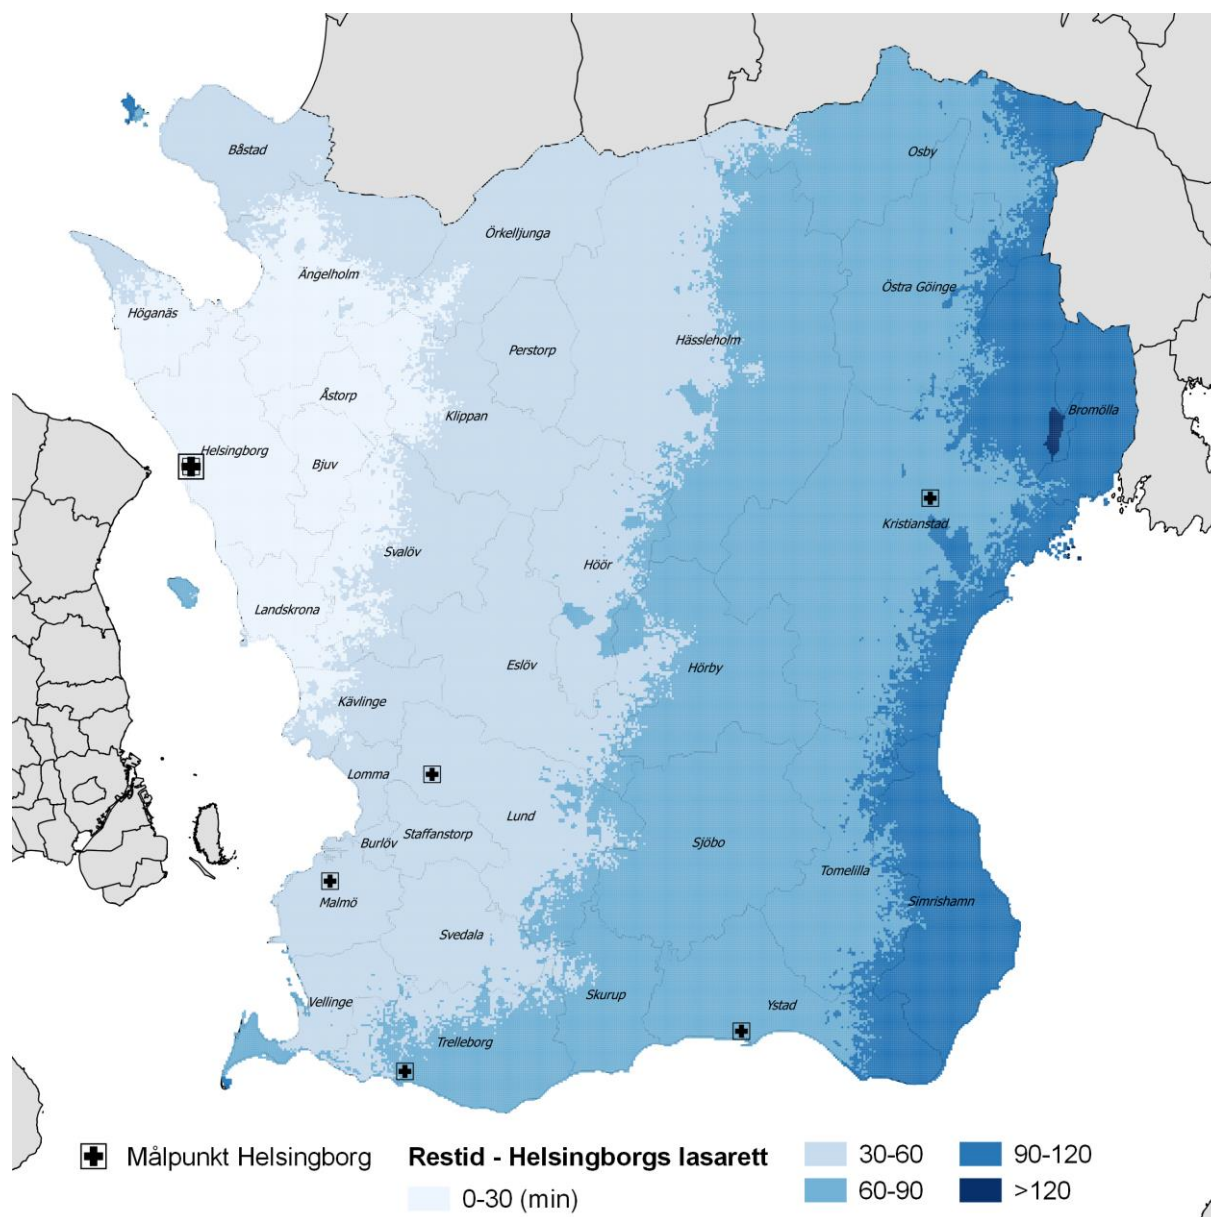 Båstad
Osby
Örkelljunga
Ängelholm
Östra Göinge
Höganäs
Hässleholm
Perstorp
Åstorp
Klippan
Bromölla
Helsingborg
Bjuv
Kristianstad
Svalöv
Höör
Landskrona
Eslöv
Hörby
Kävlinge
Lomma
Lund
Staffanstorp
Burlöv
Sjöbo
Tomelilla
Malmö
Simrishamn
Svedala
Skurup
Vellinge
Ystad
Trelleborg
Målpunkt Helsingborg
Restid - Helsingborgs lasarett
0-30 (min)
30-60
60-90
90-120
>120